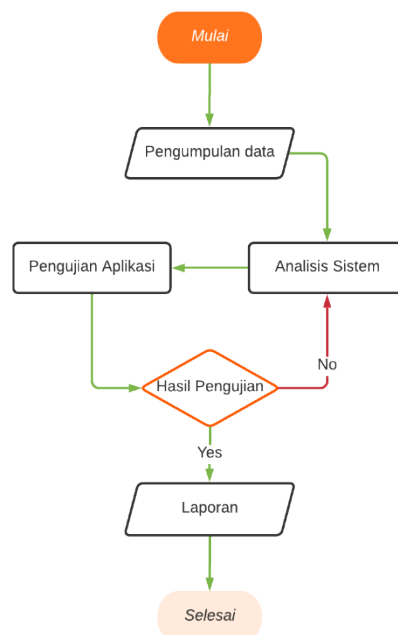 Mulai
Pengumpulan data
Pengujian Aplikasi
Analisis Sistem
Hasil Pengujian
No
Yes
Laporan
Selesai